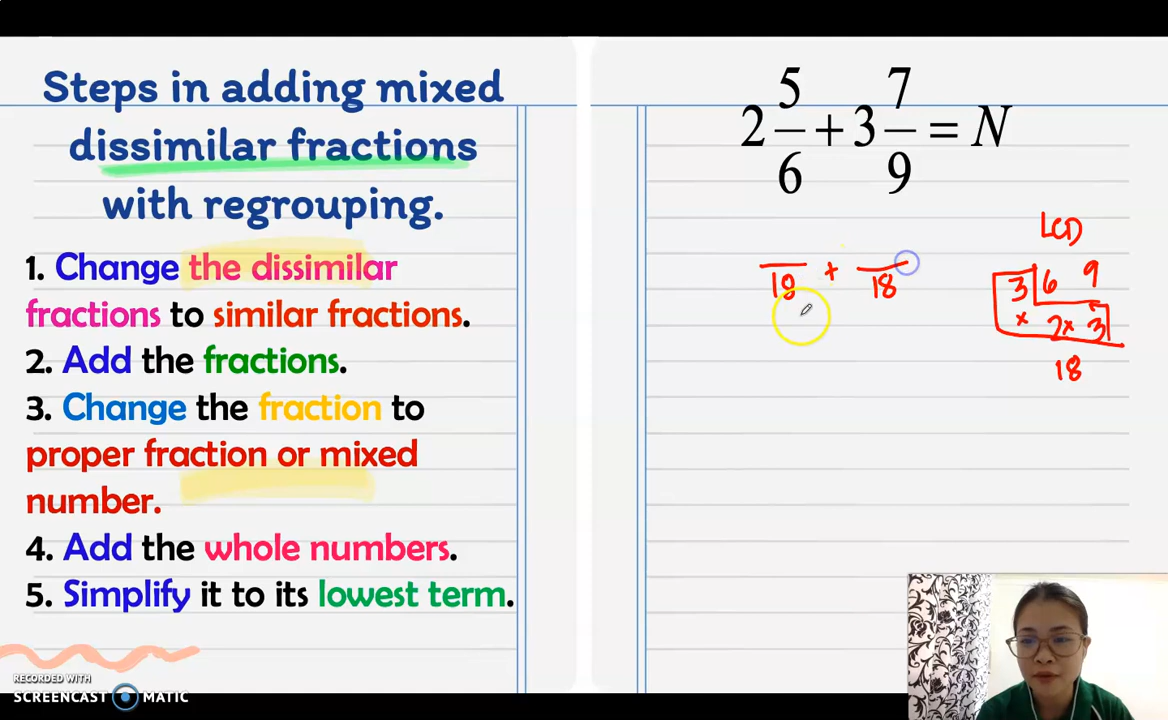 Steps in adding mixed
dissimilar fractions
with regrouping.
1. Change the dissimilar
fractions to similar fractions.
2. Add the fractions.
3. Change the fraction to
proper fraction or mixed
number.
4. Add the whole numbers.
5. Simplify it to its lowest term.
RECORDED WITH
SCREENCAST MATIC
2 5/6 + 3 7/9 = N
LCD
3 6 9
x 2 x 3
18
/18 + /18